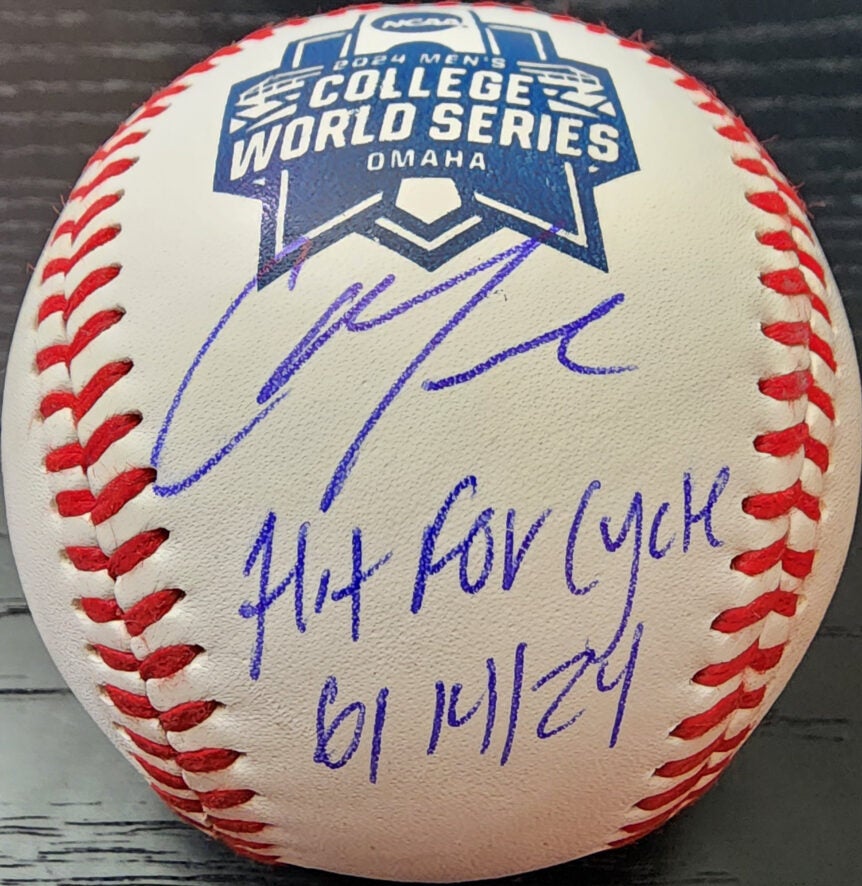 NCAA
2024 MEN'S
COLLEGE
WORLD SERIES
OMAHA
Hit For Cycle
6/14/24